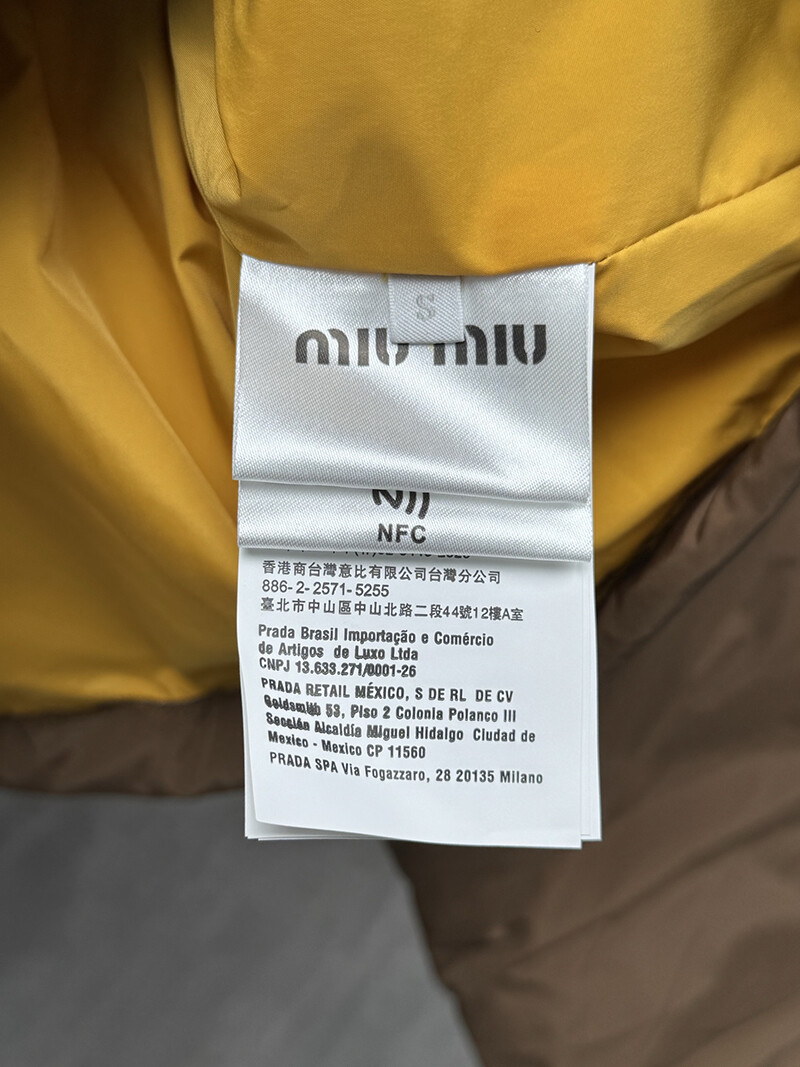 S
miu miu
NFC
香港商台灣意比有限公司台灣分公司
886-2-2571-5255
臺北市中山區中山北路二段44號12樓A室
Prada Brasil Importação e Comércio
de Artigos de Luxo Ltda
CNPJ 13.633.271/0001-26
PRADA RETAIL MÉXICO, S DE RL DE CV
Goldsmith 53, Piso 2 Colonia Polanco III
Sección Alcaldía Miguel Hidalgo Ciudad de
Mexico - Mexico CP 11560
PRADA SPA Via Fogazzaro, 28 20135 Milano